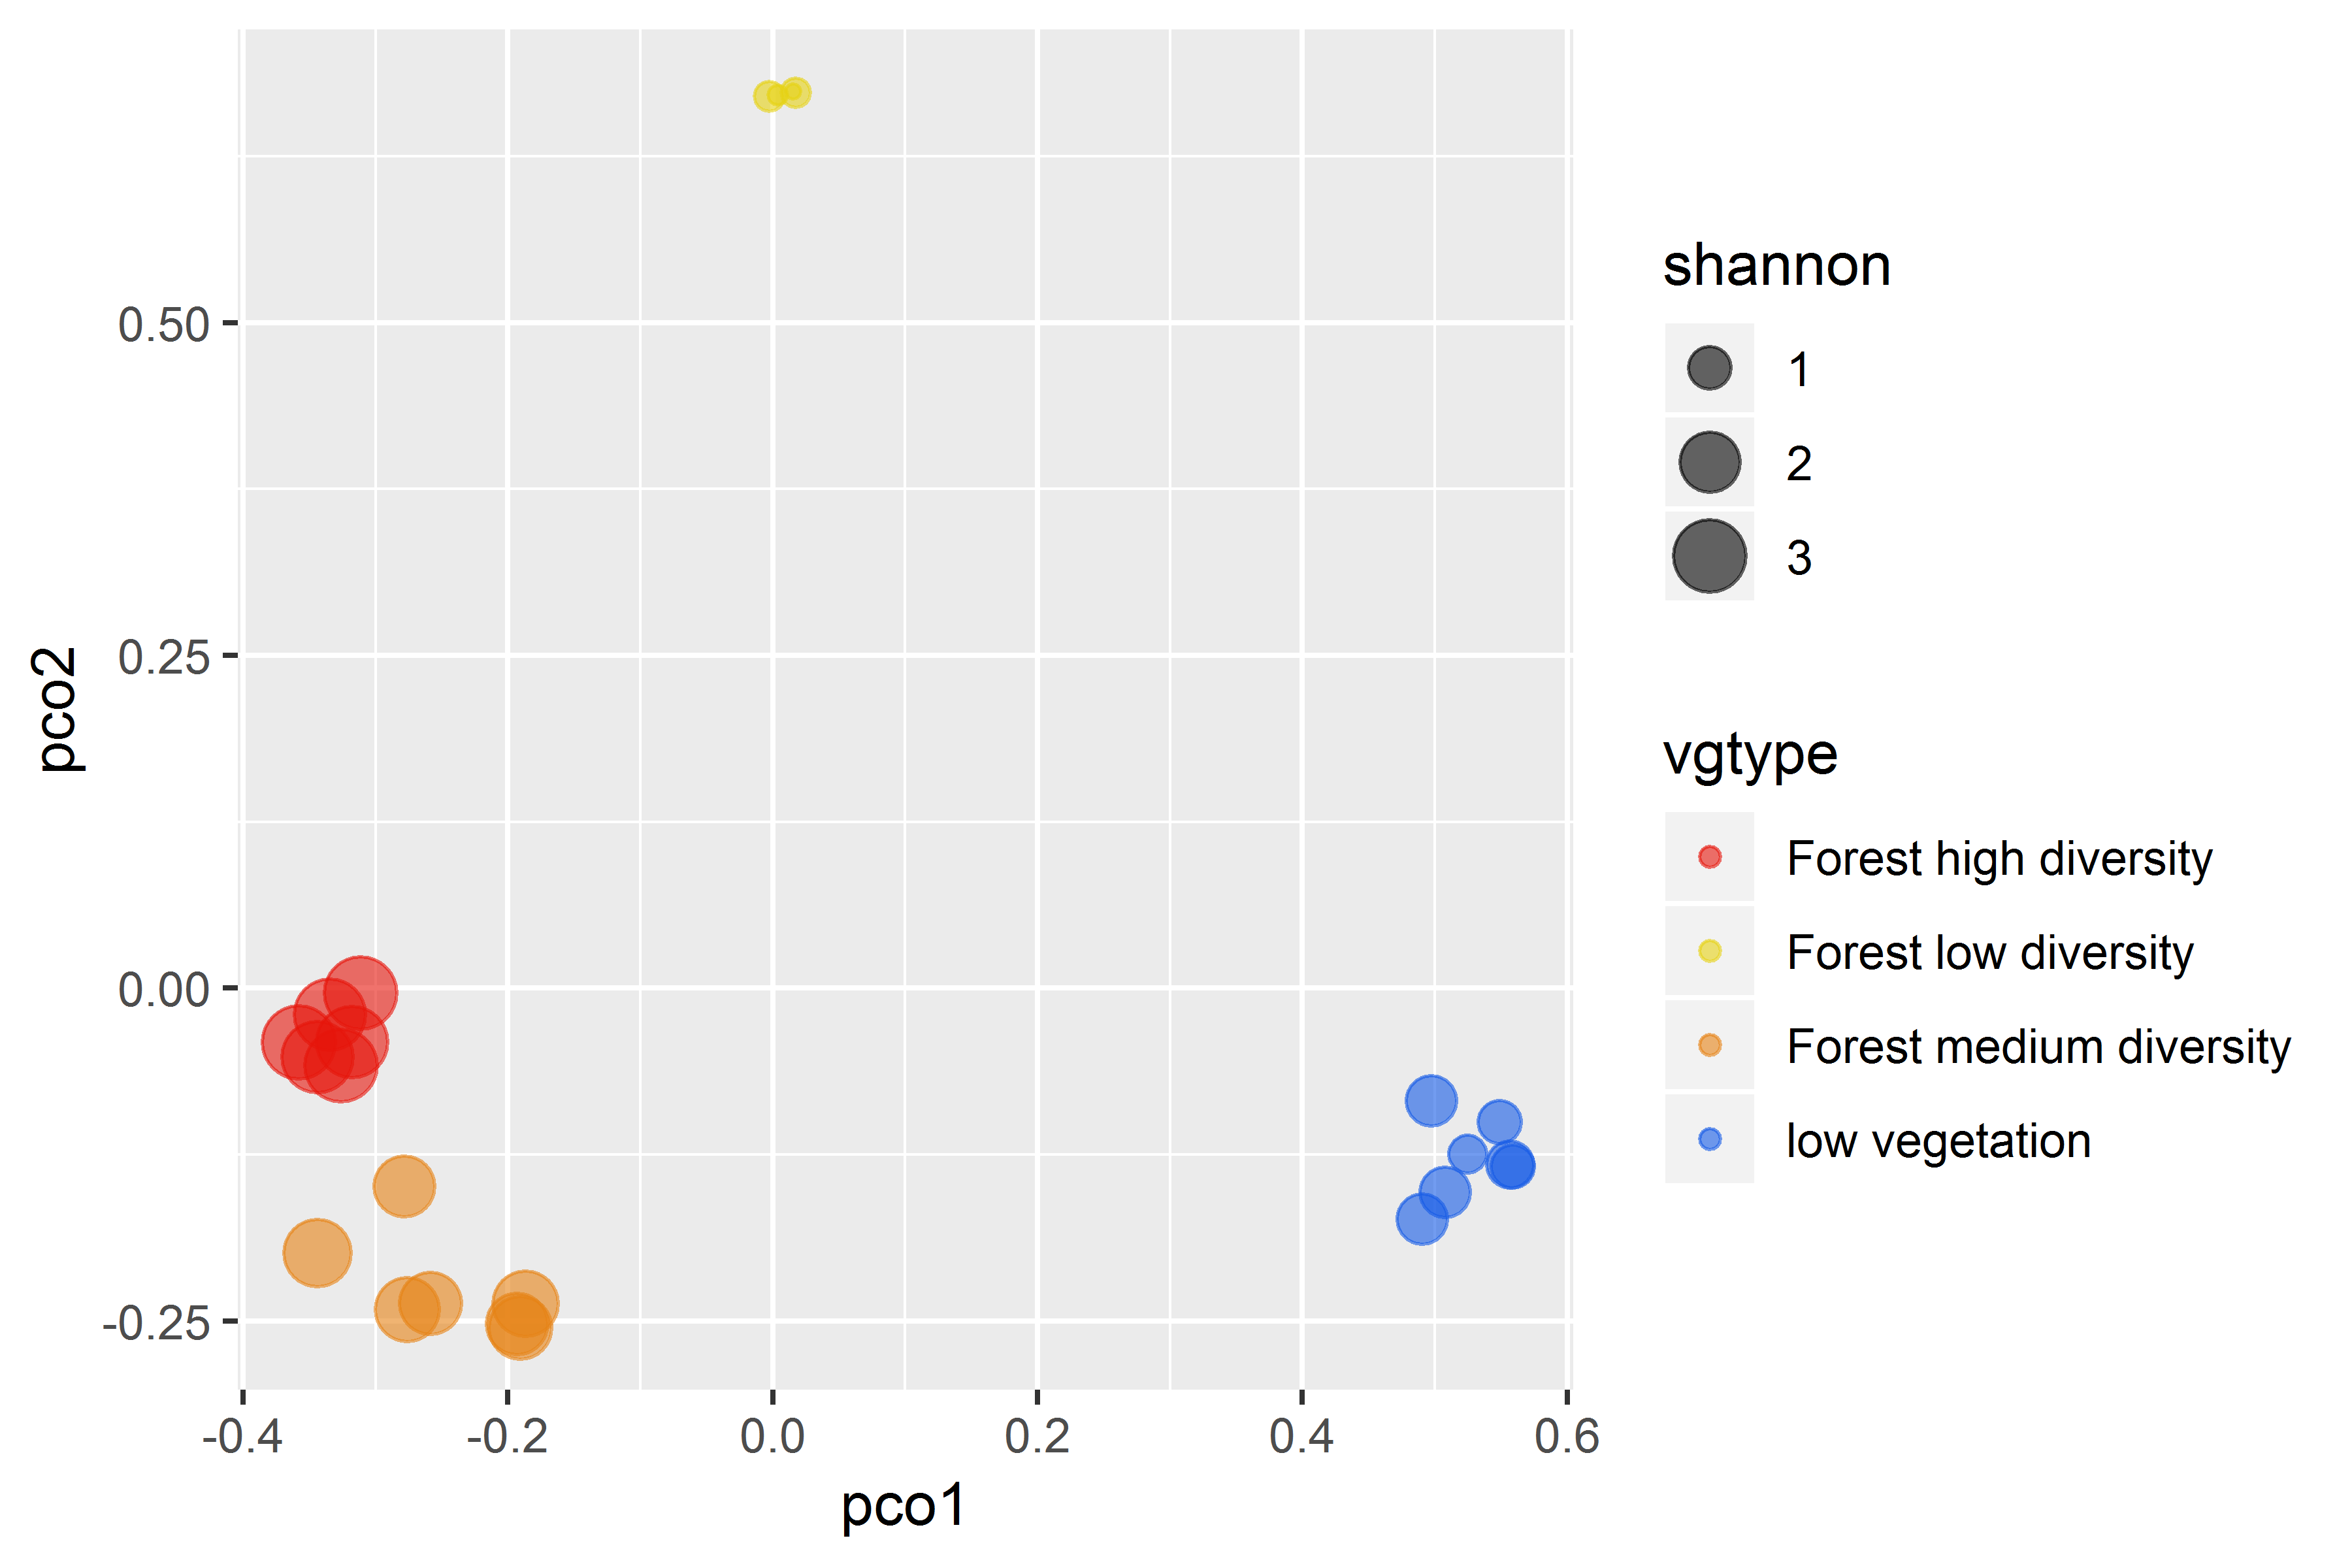 0.50
0.25
0.00
-0.25
pco2
-0.4 -0.2 0.0 0.2 0.4 0.6
pco1
shannon
1
2
3
vgtype
Forest high diversity
Forest low diversity
Forest medium diversity
low vegetation